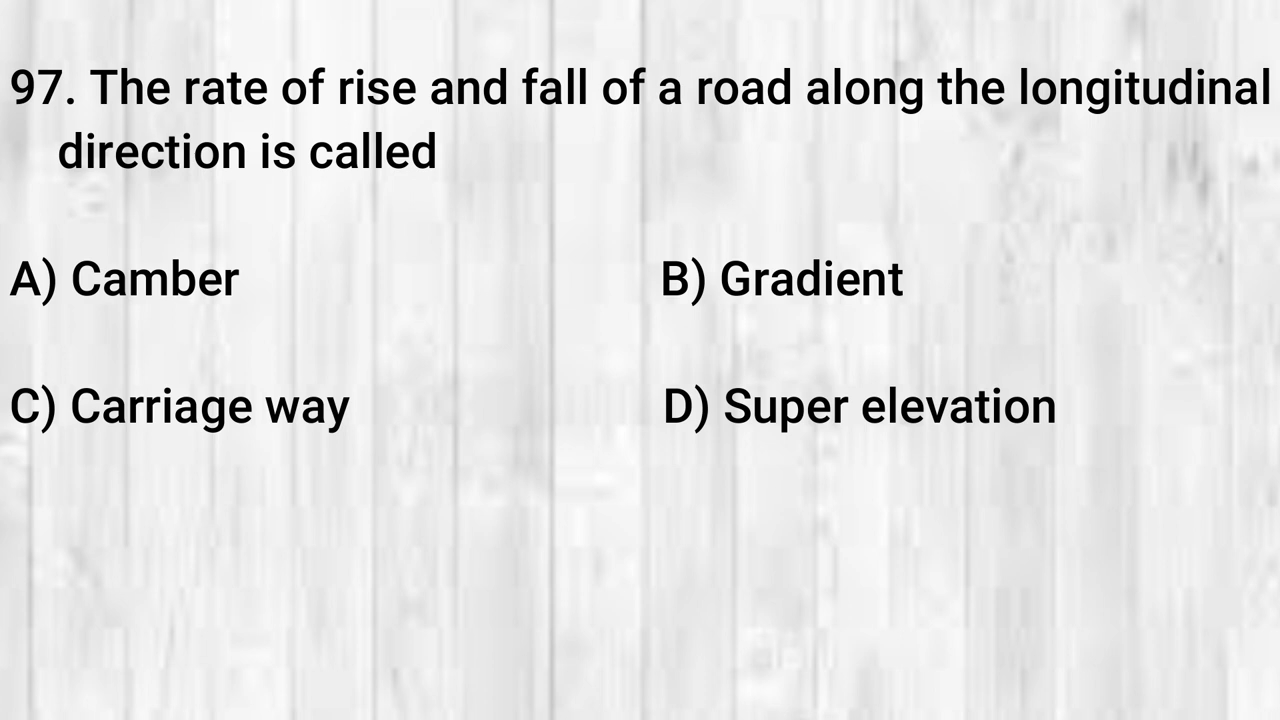 97. The rate of rise and fall of a road along the longitudinal
direction is called
A) Camber B) Gradient
C) Carriage way D) Super elevation